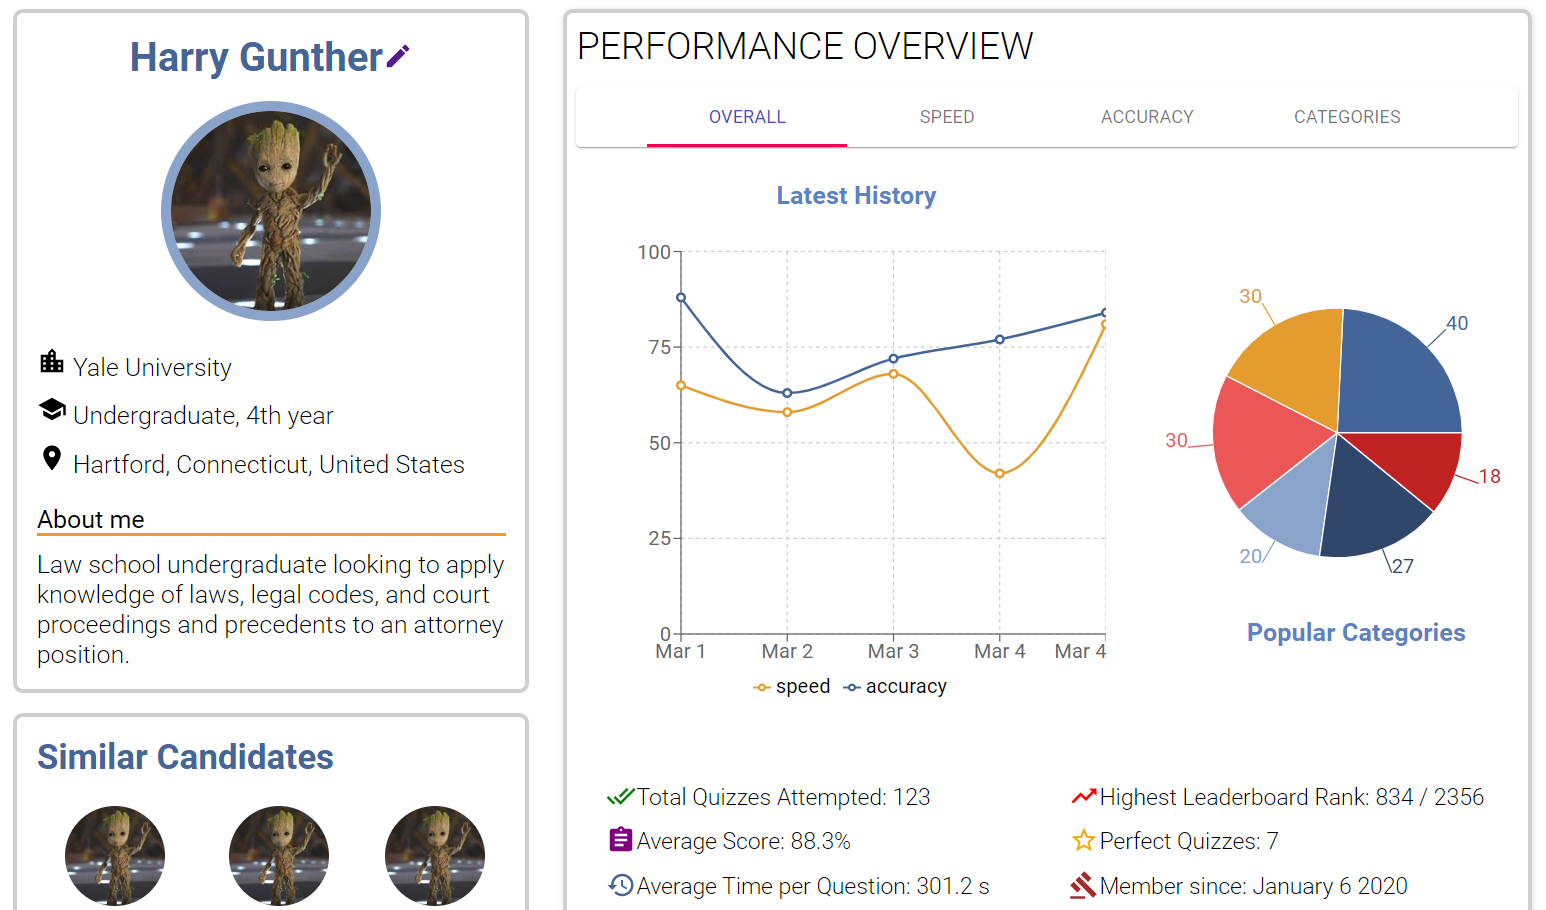 Harry Gunther
Yale University
Undergraduate, 4th year
Hartford, Connecticut, United States
About me
Law school undergraduate looking to apply
knowledge of laws, legal codes, and court
proceedings and precedents to an attorney
position.
Similar Candidates
PERFORMANCE OVERVIEW
OVERALL SPEED ACCURACY CATEGORIES
Latest History
100
75
50
25
0
Mar 1 Mar 2 Mar 3 Mar 4 Mar 4
speed accuracy
30
40
30
18
20
27
Popular Categories
Total Quizzes Attempted: 123
Highest Leaderboard Rank: 834 / 2356
Average Score: 88.3%
Perfect Quizzes: 7
Average Time per Question: 301.2 s
Member since: January 6 2020